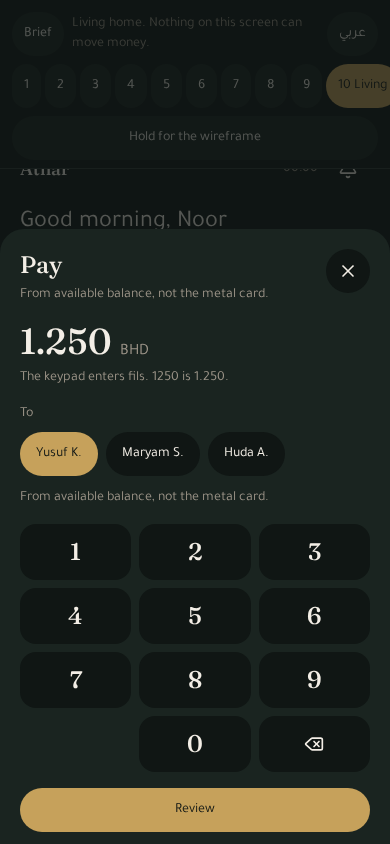 Brief
Living home. Nothing on this screen can
move money.
عربي
1 2 3 4 5 6 7 8 9 10 Living
Hold for the wireframe
Athar
Good morning, Noor
Pay
From available balance, not the metal card.
1.250 BHD
The keypad enters fils. 1250 is 1.250.
To
Yusuf K. Maryam S. Huda A.
From available balance, not the metal card.
1 2 3
4 5 6
7 8 9
0
Review